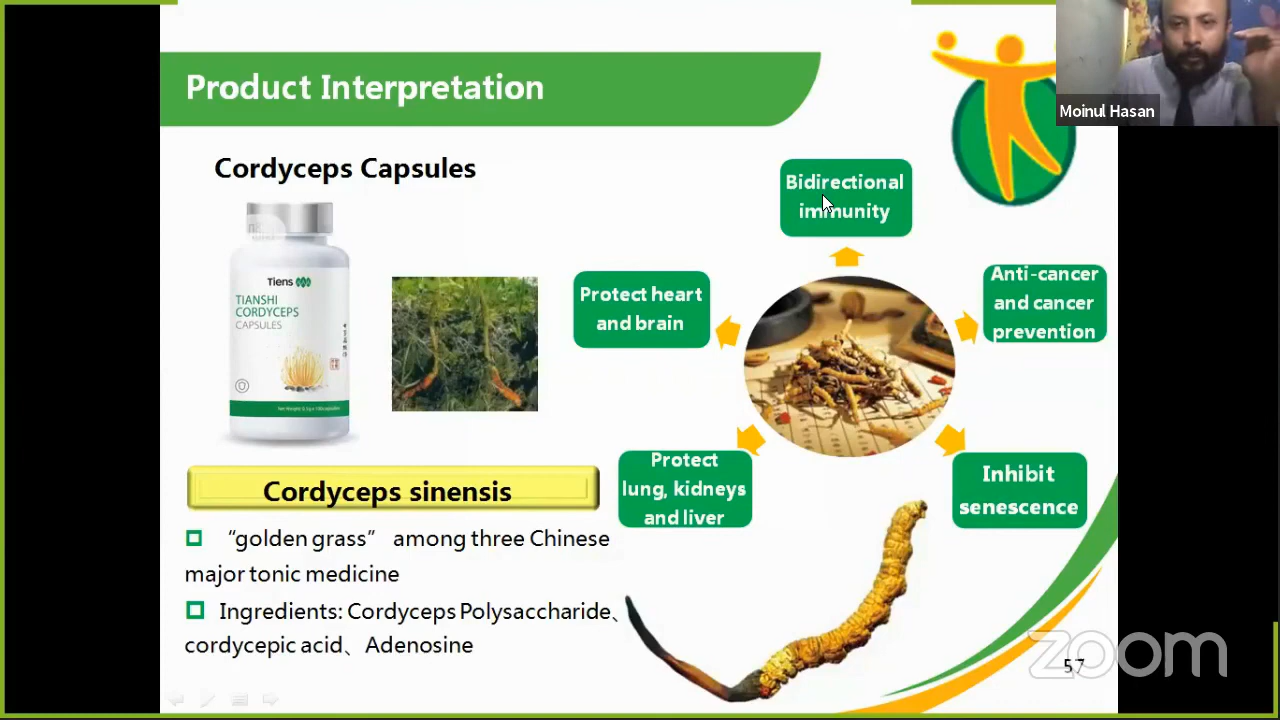 Product Interpretation
Moinul Hasan
Cordyceps Capsules
Tiens
TIANSHI
CORDYCEPS
CAPSULES
Bidirectional
immunity
Protect heart
and brain
Anti-cancer
and cancer
prevention
Protect
lung, kidneys
and liver
Inhibit
senescence
Cordyceps sinensis
“golden grass” among three Chinese
major tonic medicine
Ingredients: Cordyceps Polysaccharide、
cordycepic acid、Adenosine
zoom
57